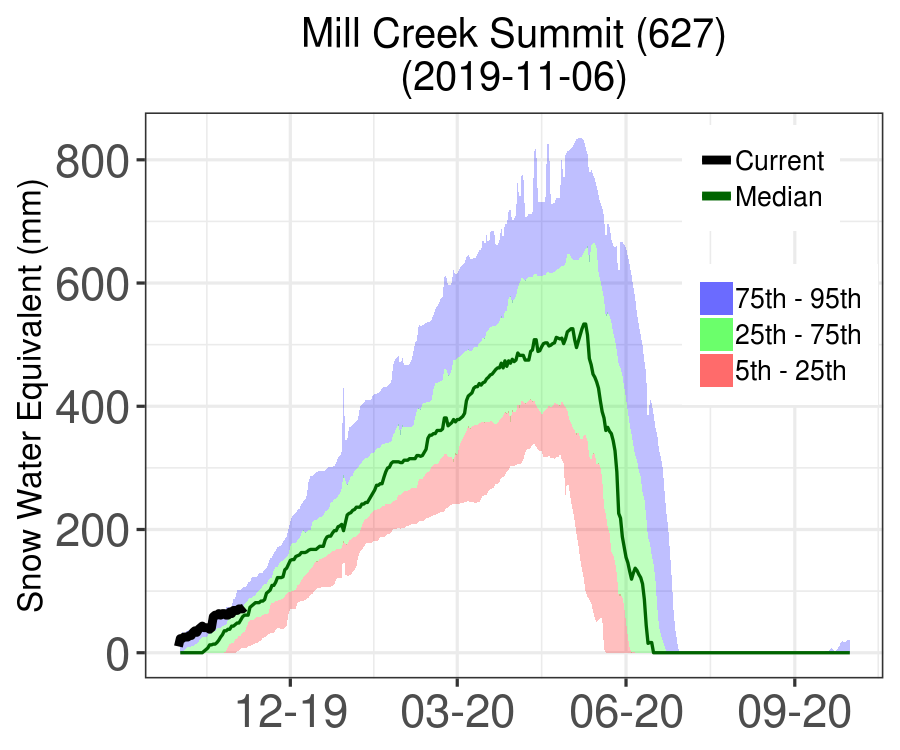 Mill Creek Summit (627)
(2019-11-06)
Snow Water Equivalent (mm)
800
600
400
200
0
Current
Median
75th - 95th
25th - 75th
5th - 25th
12-19
03-20
06-20
09-20